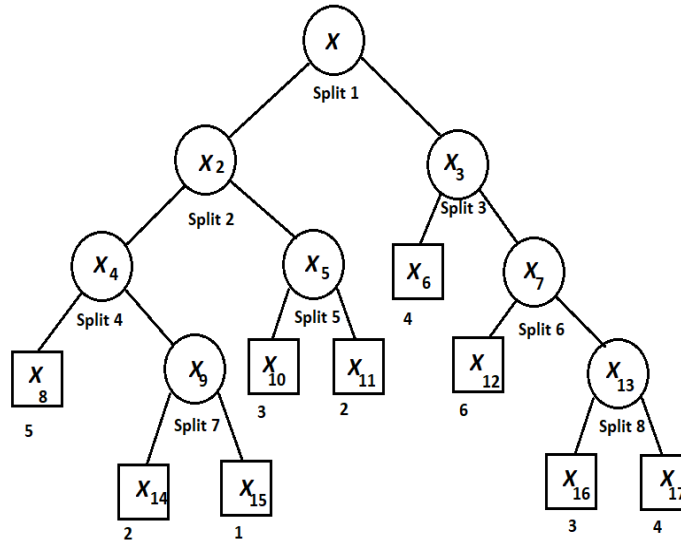 X
Split 1
X2
X3
Split 2
Split 3
X4
X5
X6
X7
Split 4
Split 5
4
Split 6
X8
X9
X10
X11
X12
X13
5
Split 7
3
2
6
Split 8
X14
X15
X16
X17
2
1
3
4